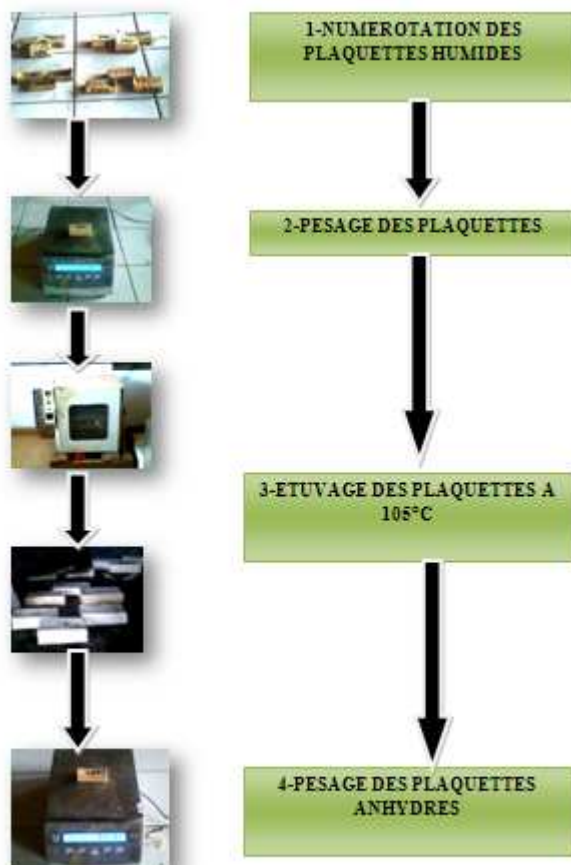 1-NUMEROTATION DES
PLAQUETTES HUMIDES
2-PESAGE DES PLAQUETTES
3-ETUVAGE DES PLAQUETTES A
105°C
4-PESAGE DES PLAQUETTES
ANHYDRES